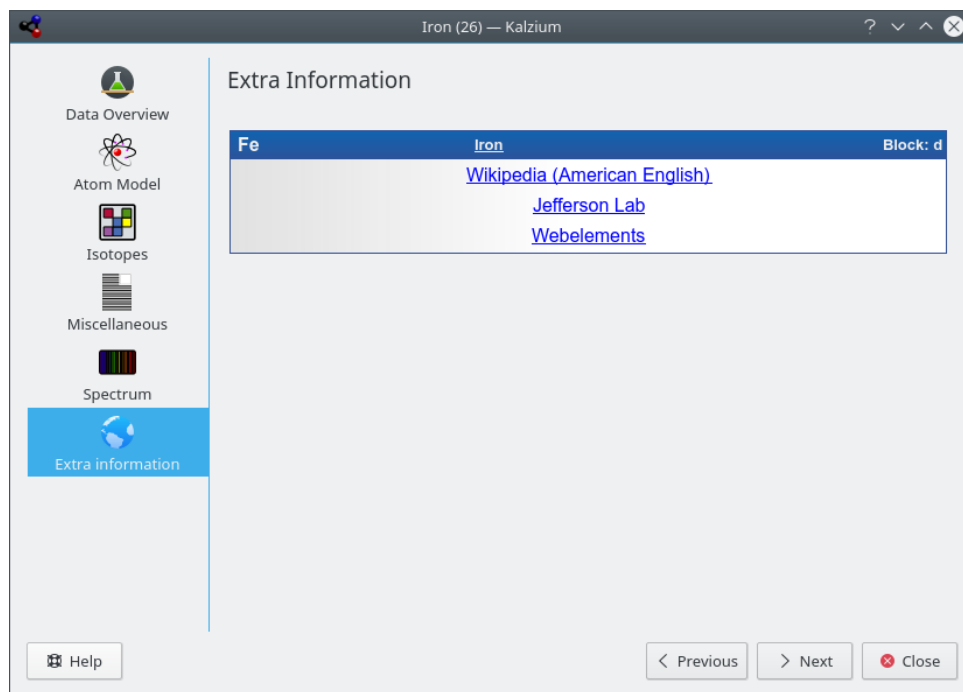 Iron (26) — Kalzium
Data Overview
Atom Model
Isotopes
Miscellaneous
Spectrum
Extra information
Extra Information
Fe Iron Block: d
Wikipedia (American English)
Jefferson Lab
Webelements
Help
Previous
Next
Close